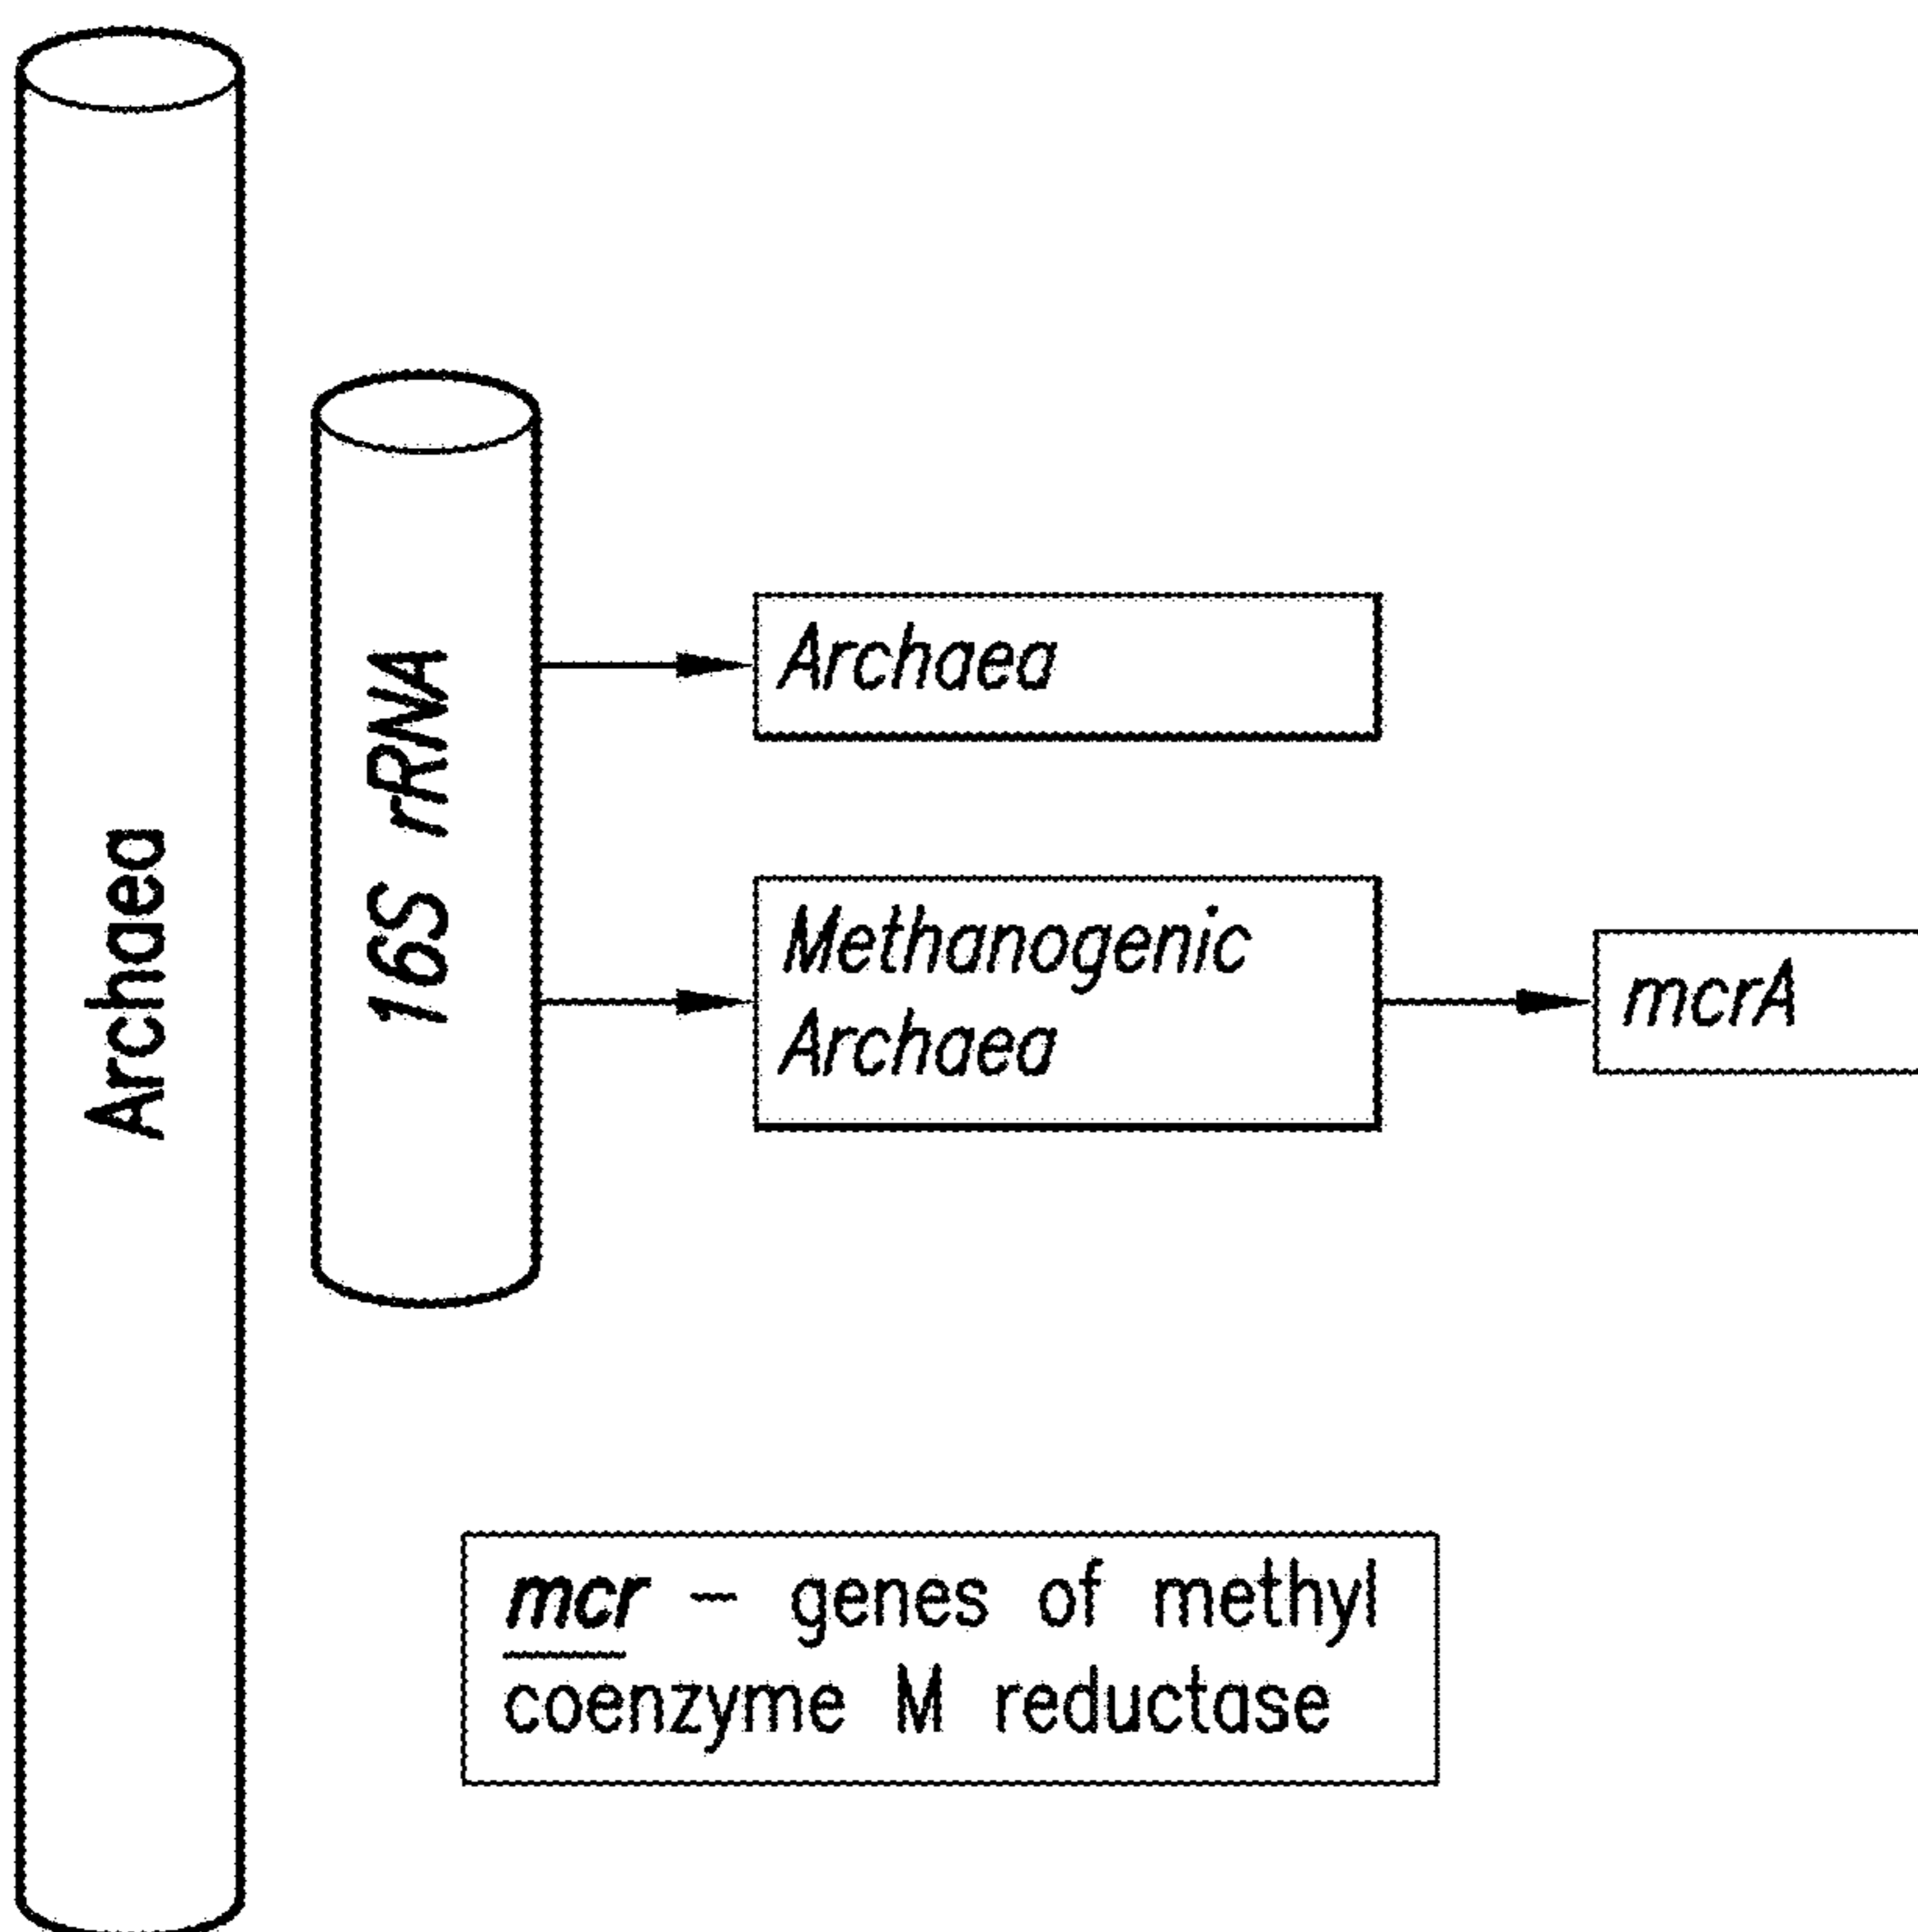 Archaea
16S rRNA
Archaea
Methanogenic
Archaea
mcrA
mcr - genes of methyl
coenzyme M reductase